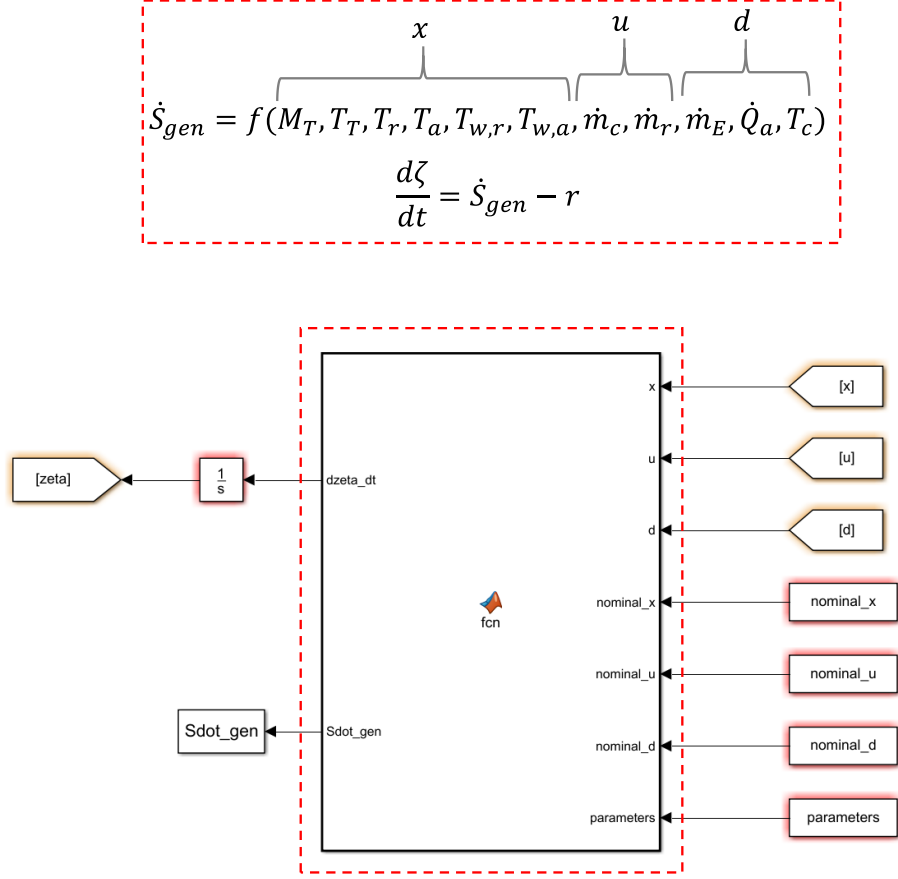 x u d
Ṡ_gen = f(M_T, T_T, T_r, T_a, T_w,r, T_w,a, ṁ_c, ṁ_r, ṁ_E, Q̇_a, T_c)
dζ/dt = Ṡ_gen − r
x
[x]
u
[u]
[zeta]
1/s
dzeta_dt
d
[d]
fcn
nominal_x
nominal_x
nominal_u
nominal_u
Sdot_gen
Sdot_gen
nominal_d
nominal_d
parameters
parameters